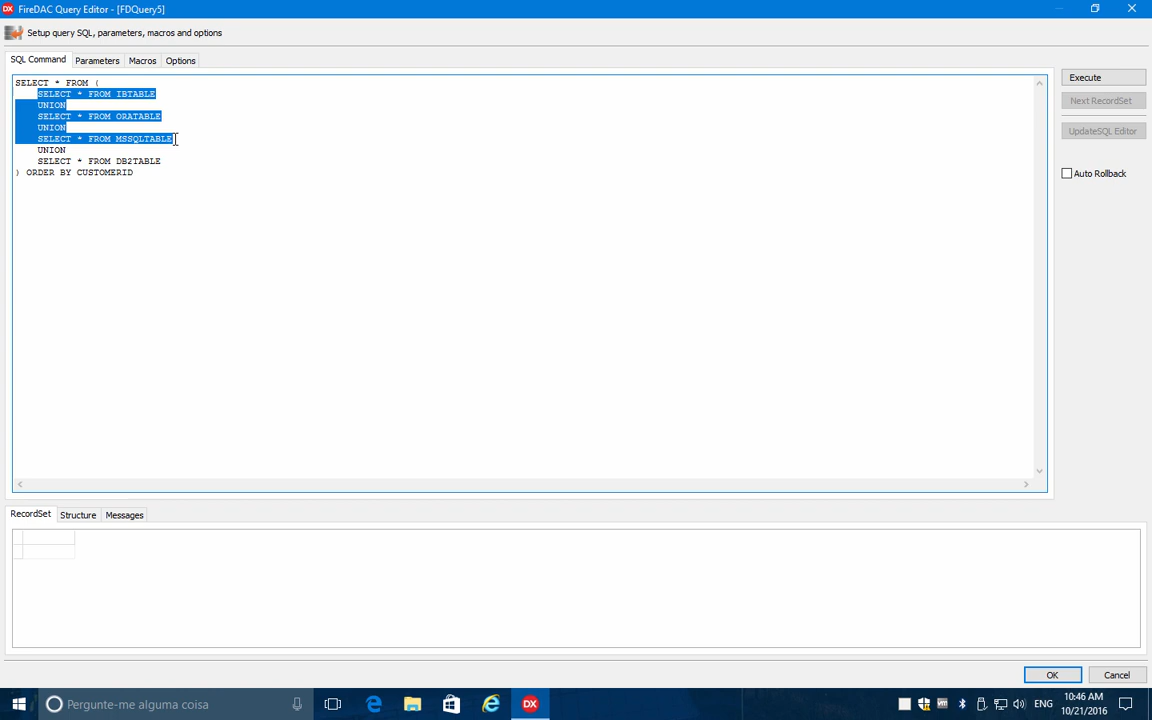 DX FireDAC Query Editor - [FDQuery5]
Setup query SQL, parameters, macros and options
SQL Command Parameters Macros Options
SELECT * FROM (
SELECT * FROM IBTABLE
UNION
SELECT * FROM ORATABLE
UNION
SELECT * FROM MSSQLTABLE
UNION
SELECT * FROM DB2TABLE
) ORDER BY CUSTOMERID
Execute
Next RecordSet
UpdateSQL Editor
Auto Rollback
RecordSet Structure Messages
OK Cancel
Pergunte-me alguma coisa
DX
ENG
10:46 AM
10/21/2016